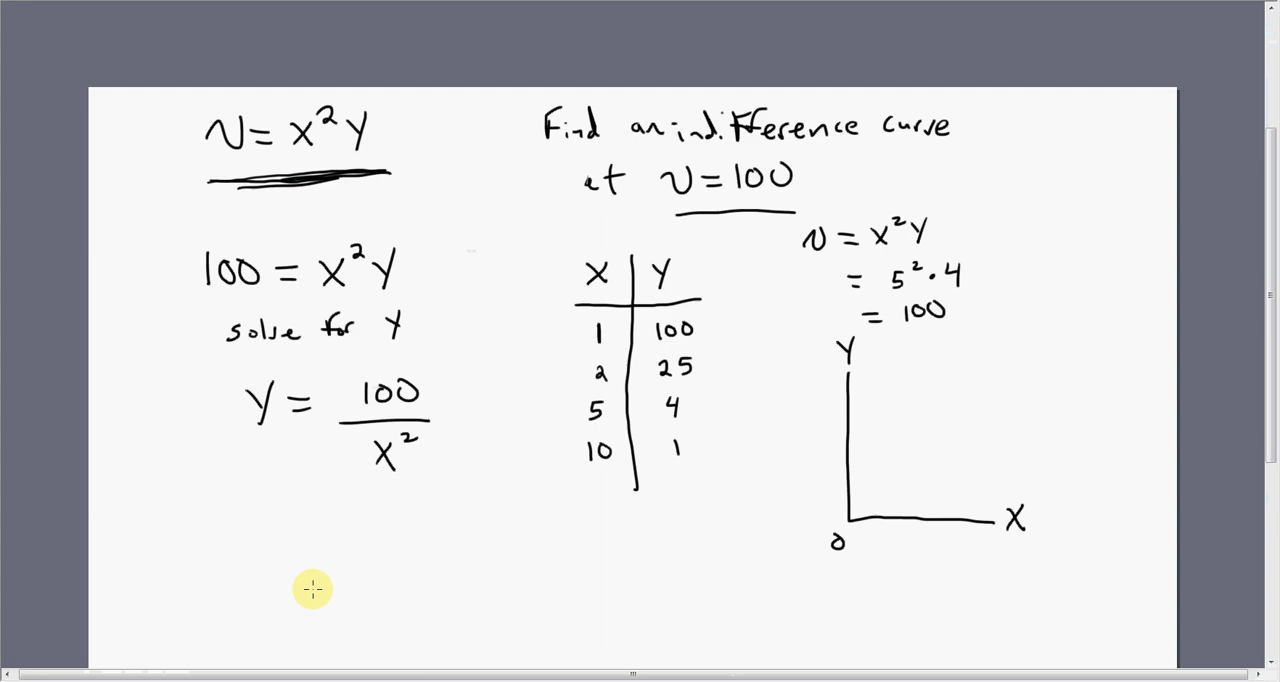 U = X²Y
Find an indifference curve
at U = 100
100 = X²Y
solve for Y
Y = 100 / X²
X | Y
1 | 100
2 | 25
5 | 4
10 | 1
U = X²Y
= 5² · 4
= 100
Y
X
0